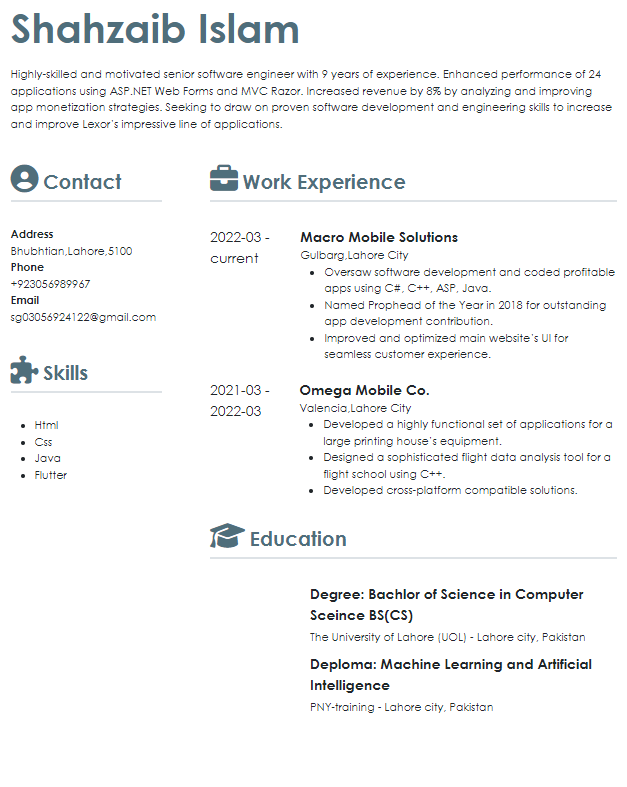 Shahzaib Islam
Highly-skilled and motivated senior software engineer with 9 years of experience. Enhanced performance of 24
applications using ASP.NET Web Forms and MVC Razor. Increased revenue by 8% by analyzing and improving
app monetization strategies. Seeking to draw on proven software development and engineering skills to increase
and improve Lexor's impressive line of applications.
Contact
Address
Bhubhtian,Lahore,5100
Phone
+923056989967
Email
sg03056924122@gmail.com
Skills
Html
Css
Java
Flutter
Work Experience
2022-03 -
current
Macro Mobile Solutions
Gulbarg,Lahore City
Oversaw software development and coded profitable
apps using C#, C++, ASP, Java.
Named Prophead of the Year in 2018 for outstanding
app development contribution.
Improved and optimized main website's UI for
seamless customer experience.
2021-03 -
2022-03
Omega Mobile Co.
Valencia,Lahore City
Developed a highly functional set of applications for a
large printing house's equipment.
Designed a sophisticated flight data analysis tool for a
flight school using C++.
Developed cross-platform compatible solutions.
Education
Degree: Bachlor of Science in Computer
Sceince BS(CS)
The University of Lahore (UOL) - Lahore city, Pakistan
Deploma: Machine Learning and Artificial
Intelligence
PNY-training - Lahore city, Pakistan